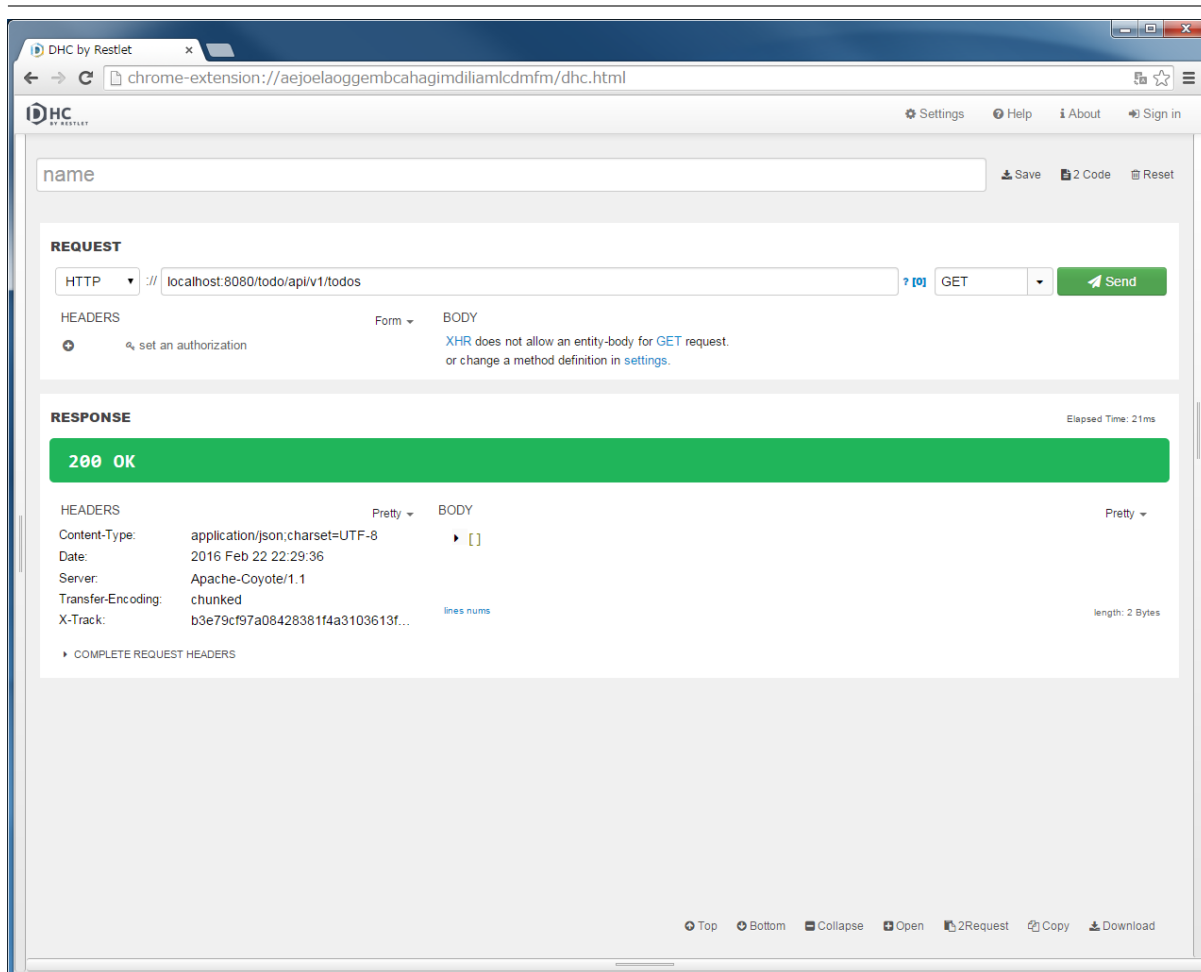 DHC by Restlet
chrome-extension://aejoelaoggembcahagimdiliamlcdmfm/dhc.html
DHC BY RESTLET Settings Help About Sign in
name Save 2 Code Reset
REQUEST
HTTP :// localhost:8080/todo/api/v1/todos ? [0] GET Send
HEADERS Form BODY
set an authorization XHR does not allow an entity-body for GET request.
or change a method definition in settings.
RESPONSE Elapsed Time: 21ms
200 OK
HEADERS Pretty BODY Pretty
Content-Type: application/json;charset=UTF-8 []
Date: 2016 Feb 22 22:29:36
Server: Apache-Coyote/1.1
Transfer-Encoding: chunked lines nums length: 2 Bytes
X-Track: b3e79cf97a08428381f4a3103613f...
COMPLETE REQUEST HEADERS
Top Bottom Collapse Open 2Request Copy Download